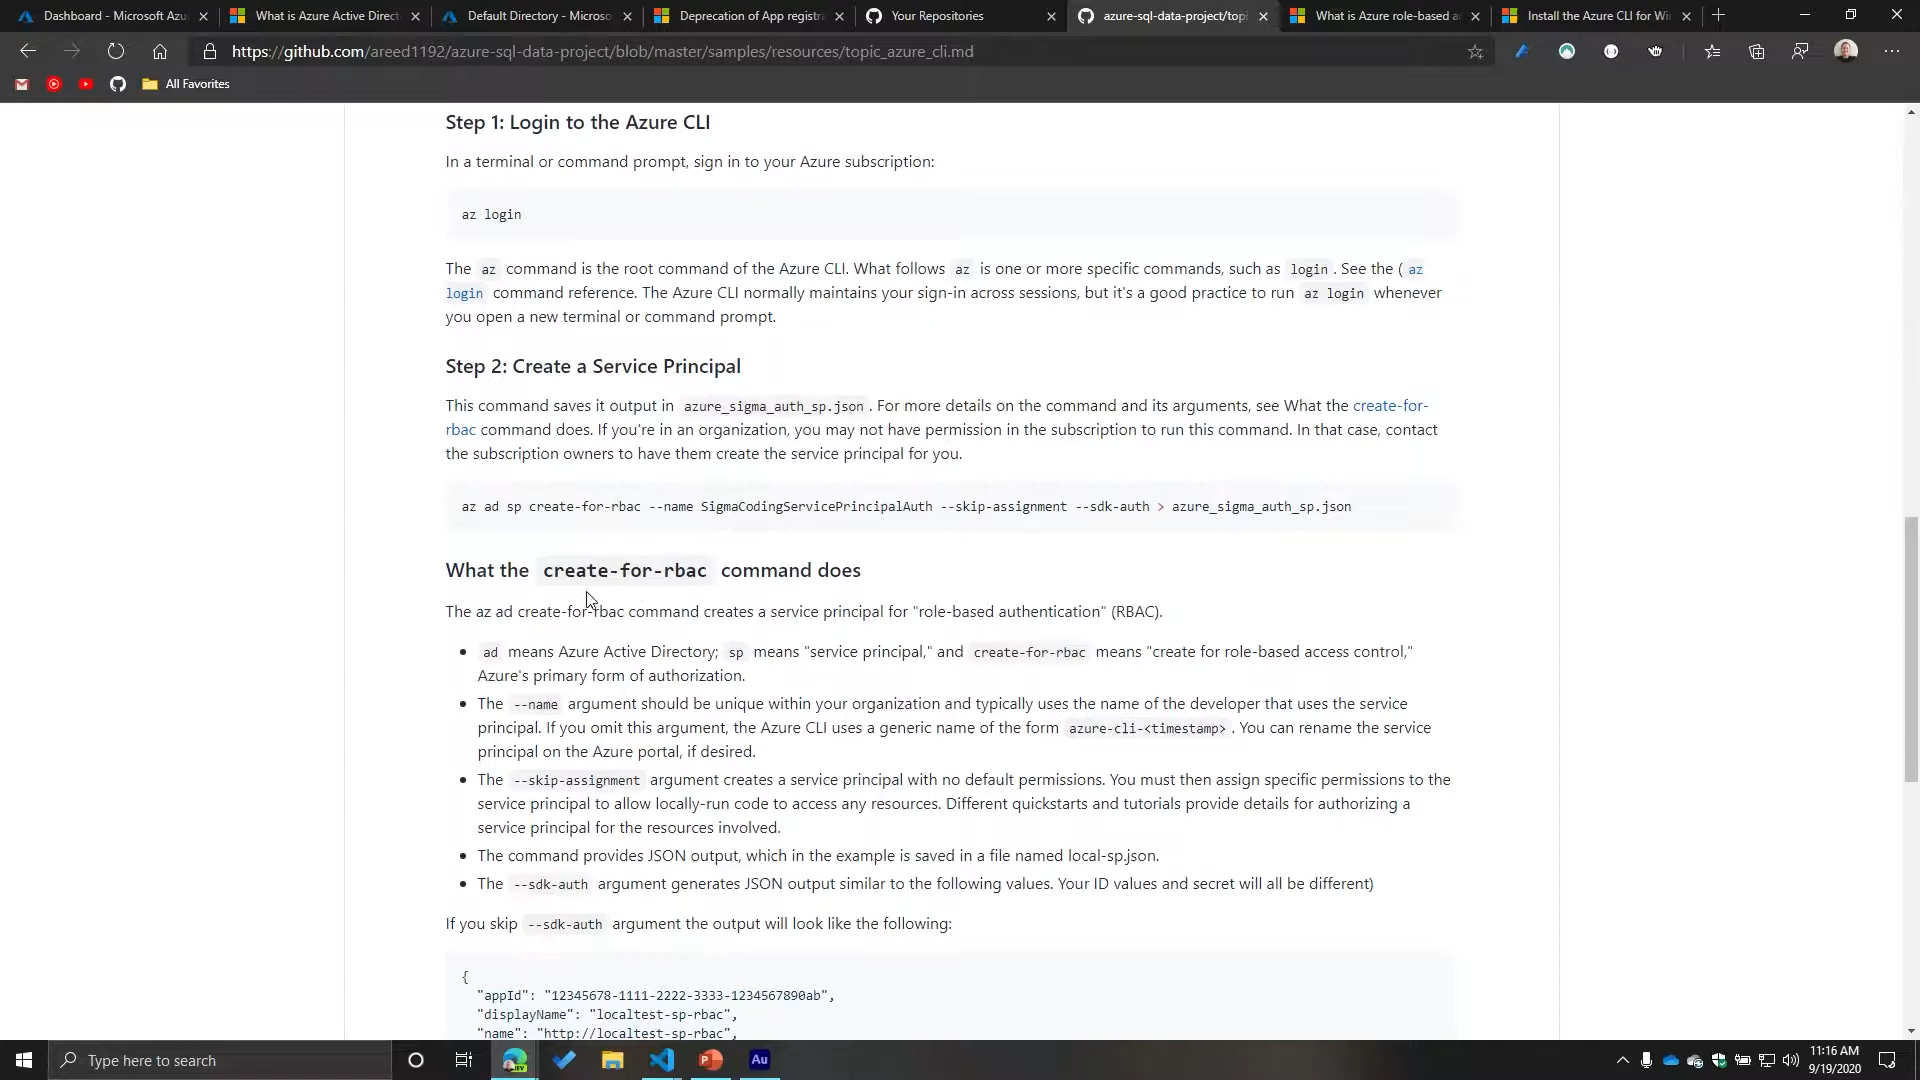 Dashboard - Microsoft Azu
What is Azure Active Direct
Default Directory - Microso
Deprecation of App registra
Your Repositories
azure-sql-data-project/topi
What is Azure role-based a
Install the Azure CLI for Wi
https://github.com/areed1192/azure-sql-data-project/blob/master/samples/resources/topic_azure_cli.md
All Favorites
Step 1: Login to the Azure CLI
In a terminal or command prompt, sign in to your Azure subscription:
az login
The az command is the root command of the Azure CLI. What follows az is one or more specific commands, such as login . See the ( az
login command reference. The Azure CLI normally maintains your sign-in across sessions, but it's a good practice to run az login whenever
you open a new terminal or command prompt.
Step 2: Create a Service Principal
This command saves it output in azure_sigma_auth_sp.json . For more details on the command and its arguments, see What the create-for-
rbac command does. If you're in an organization, you may not have permission in the subscription to run this command. In that case, contact
the subscription owners to have them create the service principal for you.
az ad sp create-for-rbac --name SigmaCodingServicePrincipalAuth --skip-assignment --sdk-auth > azure_sigma_auth_sp.json
What the create-for-rbac command does
The az ad create-for-rbac command creates a service principal for "role-based authentication" (RBAC).
ad means Azure Active Directory; sp means "service principal," and create-for-rbac means "create for role-based access control,"
Azure's primary form of authorization.
The --name argument should be unique within your organization and typically uses the name of the developer that uses the service
principal. If you omit this argument, the Azure CLI uses a generic name of the form azure-cli-<timestamp> . You can rename the service
principal on the Azure portal, if desired.
The --skip-assignment argument creates a service principal with no default permissions. You must then assign specific permissions to the
service principal to allow locally-run code to access any resources. Different quickstarts and tutorials provide details for authorizing a
service principal for the resources involved.
The command provides JSON output, which in the example is saved in a file named local-sp.json.
The --sdk-auth argument generates JSON output similar to the following values. Your ID values and secret will all be different)
If you skip --sdk-auth argument the output will look like the following:
{
"appId": "12345678-1111-2222-3333-1234567890ab",
"displayName": "localtest-sp-rbac",
"name": "http://localtest-sp-rbac",
Type here to search
Au
11:16 AM
9/19/2020